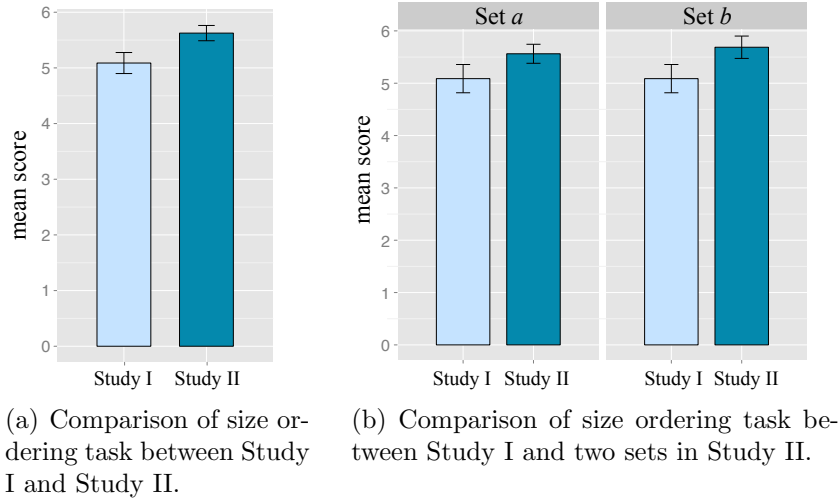 6
5
4
3
2
1
0
mean score
Study I Study II
Set a Set b
6
5
4
3
2
1
0
mean score
Study I Study II Study I Study II
(a) Comparison of size or-
dering task between Study
I and Study II.
(b) Comparison of size ordering task be-
tween Study I and two sets in Study II.